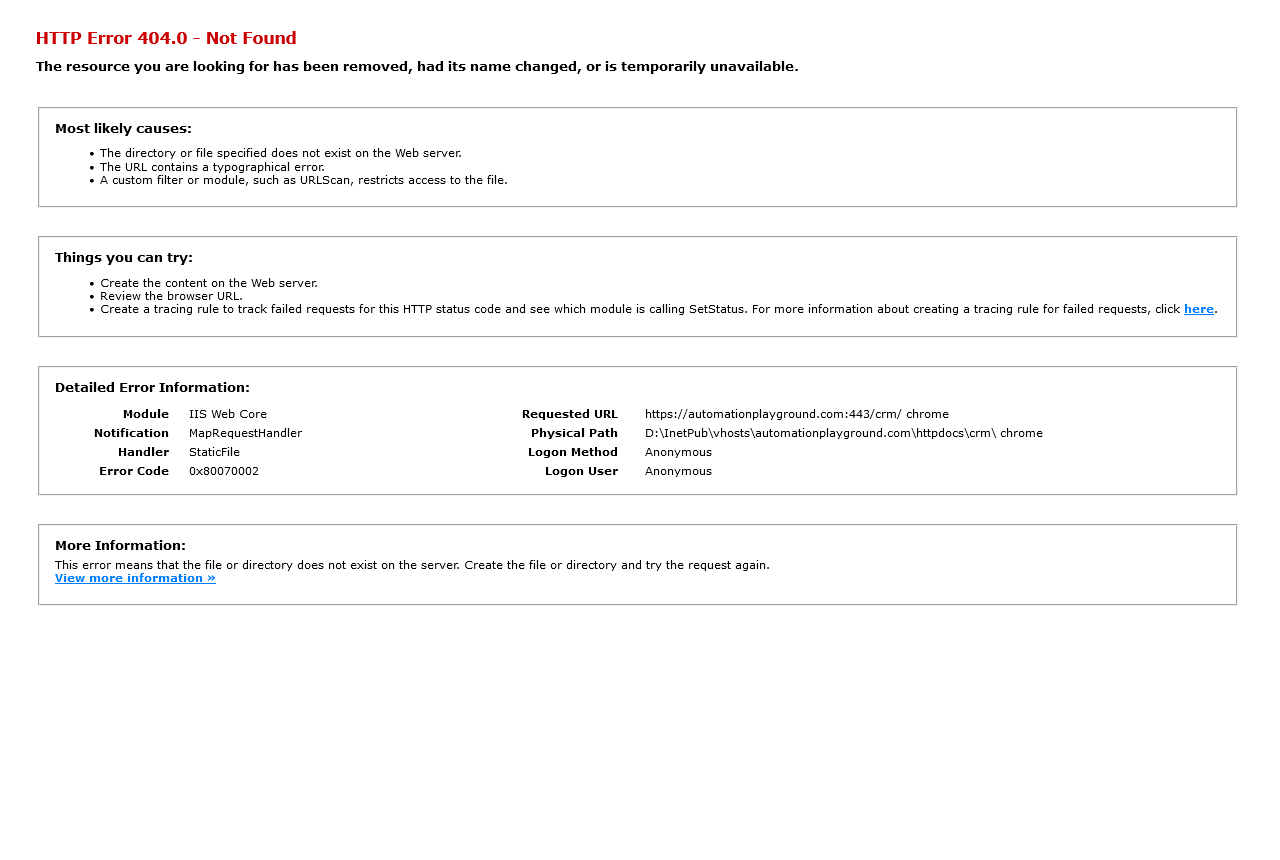 HTTP Error 404.0 - Not Found
The resource you are looking for has been removed, had its name changed, or is temporarily unavailable.
Most likely causes:
• The directory or file specified does not exist on the Web server.
• The URL contains a typographical error.
• A custom filter or module, such as URLScan, restricts access to the file.
Things you can try:
• Create the content on the Web server.
• Review the browser URL.
• Create a tracing rule to track failed requests for this HTTP status code and see which module is calling SetStatus. For more information about creating a tracing rule for failed requests, click here.
Detailed Error Information:
Module IIS Web Core
Notification MapRequestHandler
Handler StaticFile
Error Code 0x80070002
Requested URL https://automationplayground.com:443/crm/ chrome
Physical Path D:\InetPub\vhosts\automationplayground.com\httpdocs\crm\ chrome
Logon Method Anonymous
Logon User Anonymous
More Information:
This error means that the file or directory does not exist on the server. Create the file or directory and try the request again.
View more information »